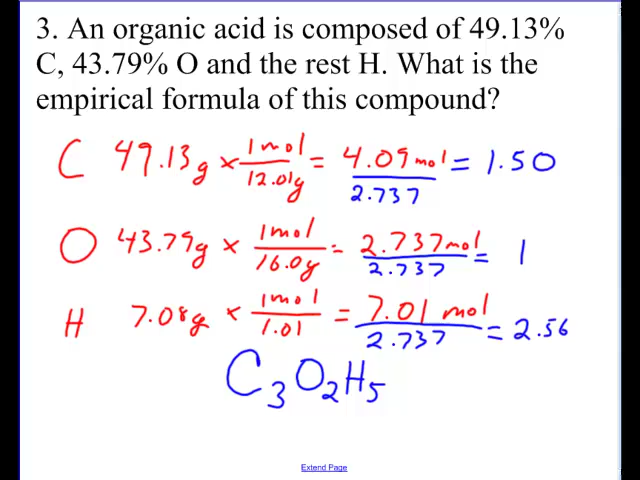 3. An organic acid is composed of 49.13%
C, 43.79% O and the rest H. What is the
empirical formula of this compound?
C 49.13g × 1mol / 12.01g = 4.09 mol / 2.737 = 1.50
O 43.79g × 1mol / 16.0g = 2.737mol / 2.737 = 1
H 7.08g × 1mol / 1.01 = 7.01 mol / 2.737 = 2.56
C3O2H5
Extend Page